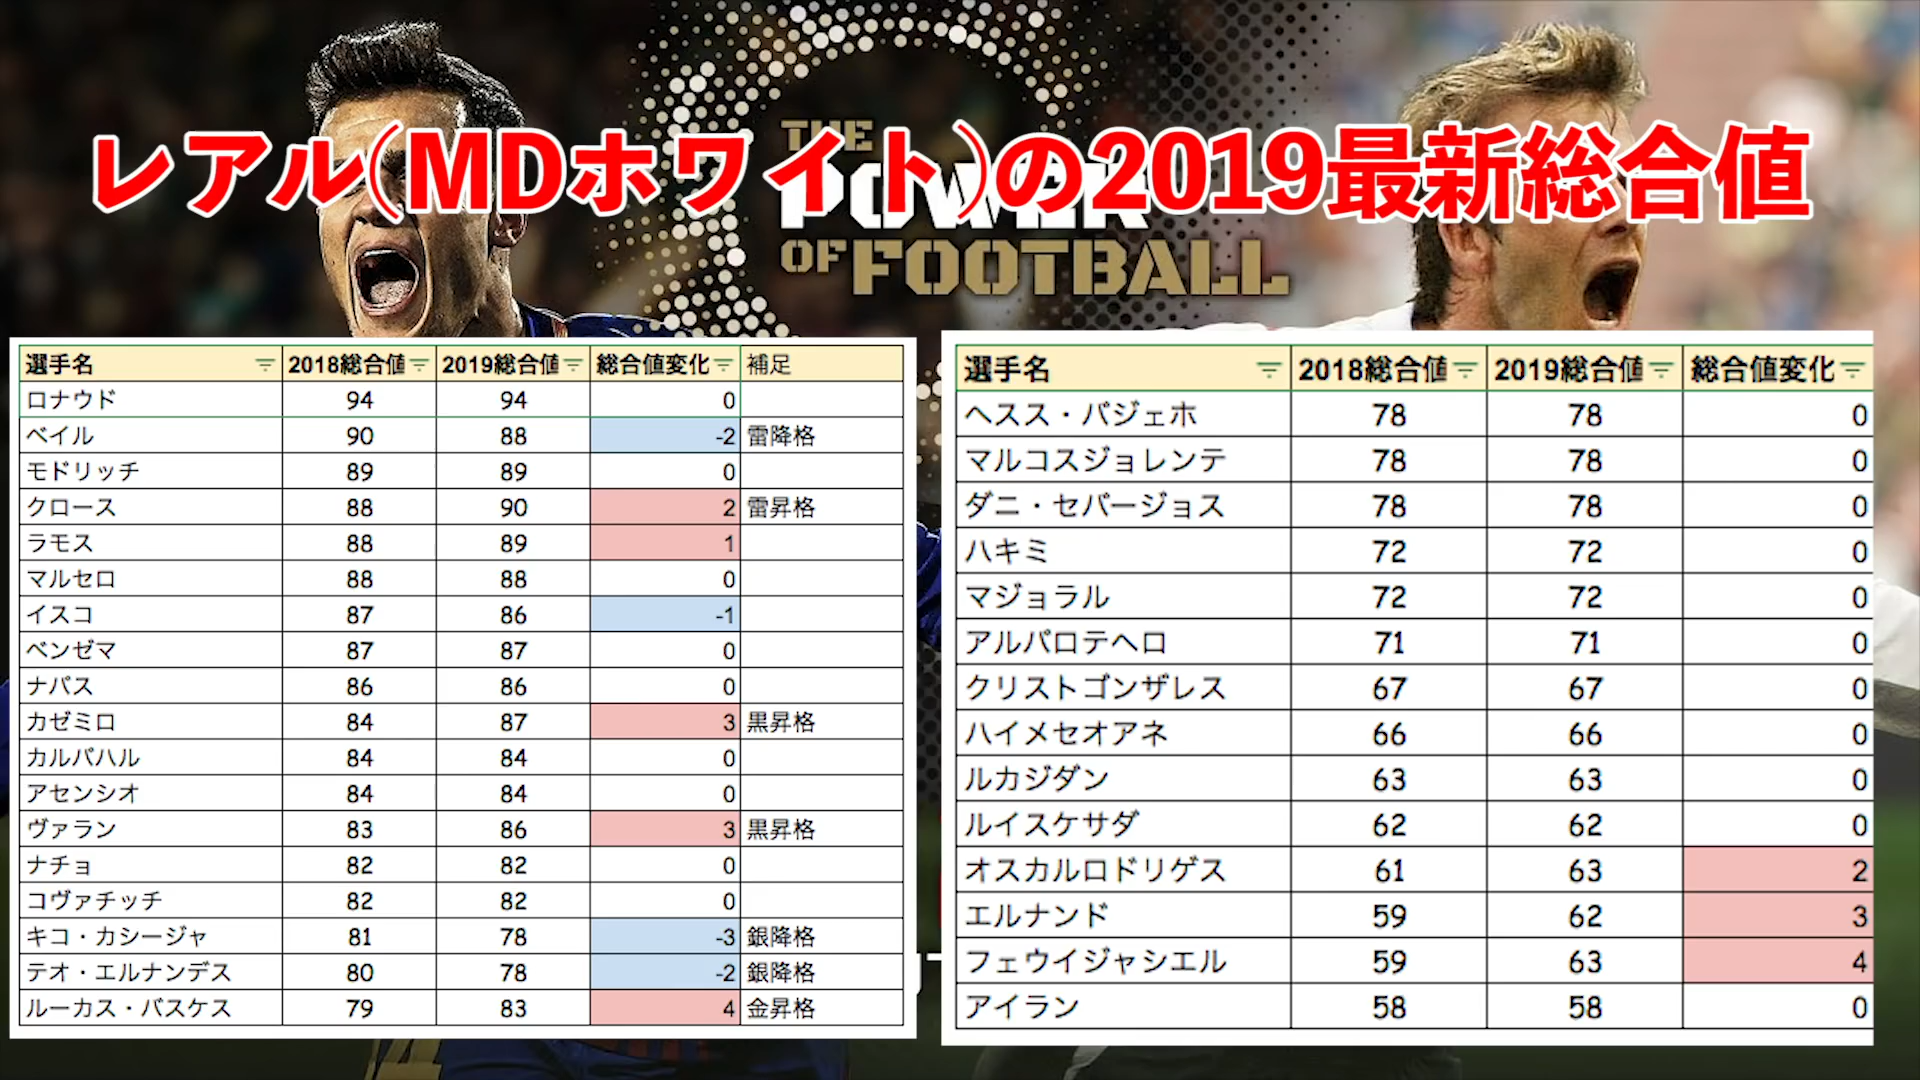 レアル(MDホワイト)の2019最新総合値
THE
POWER
OF FOOTBALL
選手名 2018総合値 2019総合値 総合値変化 補足
ロナウド 94 94 0
ベイル 90 88 -2 雷降格
モドリッチ 89 89 0
クロース 88 90 2 雷昇格
ラモス 88 89 1
マルセロ 88 88 0
イスコ 87 86 -1
ベンゼマ 87 87 0
ナバス 86 86 0
カゼミロ 84 87 3 黒昇格
カルバハル 84 84 0
アセンシオ 84 84 0
ヴァラン 83 86 3 黒昇格
ナチョ 82 82 0
コヴァチッチ 82 82 0
キコ・カシージャ 81 78 -3 銀降格
テオ・エルナンデス 80 78 -2 銀降格
ルーカス・バスケス 79 83 4 金昇格
選手名 2018総合値 2019総合値 総合値変化
ヘスス・バジェホ 78 78 0
マルコスジョレンテ 78 78 0
ダニ・セバージョス 78 78 0
ハキミ 72 72 0
マジョラル 72 72 0
アルバロテヘロ 71 71 0
クリストゴンザレス 67 67 0
ハイメセオアネ 66 66 0
ルカジダン 63 63 0
ルイスケサダ 62 62 0
オスカルロドリゲス 61 63 2
エルナンド 59 62 3
フェウイジャシエル 59 63 4
アイラン 58 58 0